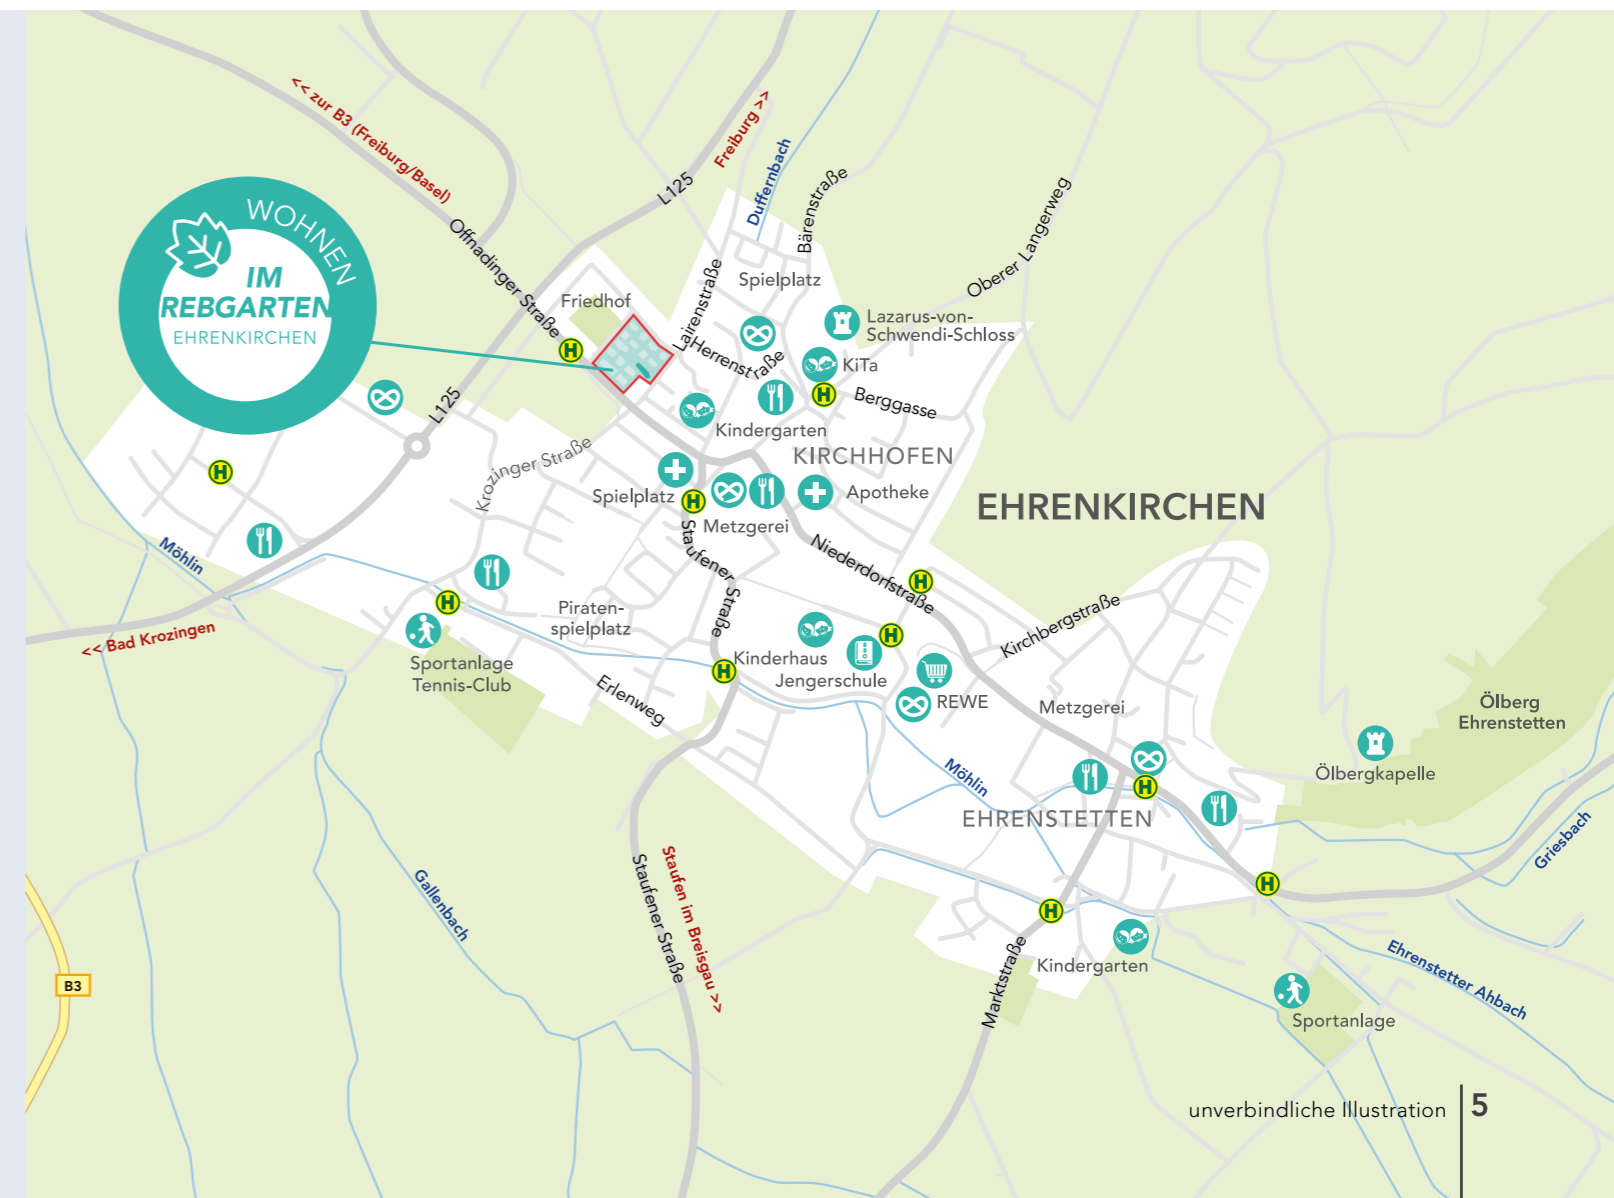 << zur B3 (Freiburg/Basel)
Freiburg >>
Duffernbach
L125
Bärenstraße
Oberer Langerweg
WOHNEN
IM
REBGARTEN
EHRENKIRCHEN
Offnadinger Straße
Friedhof
Lairenstraße
Spielplatz
Herrenstraße
Lazarus-von-
Schwendi-Schloss
H
KiTa
H
Berggasse
L125
Kindergarten
KIRCHHOFEN
Krozinger Straße
H
Spielplatz
H
Metzgerei
Apotheke
EHRENKIRCHEN
Möhlin
Staufener Straße
Niederdorfstraße
H
H
Piraten-
spielplatz
Kirchbergstraße
<< Bad Krozingen
H
Sportanlage
Tennis-Club
Kinderhaus
H
Jengerschule
Erlenweg
REWE
Metzgerei
Ölberg
Ehrenstetten
Möhlin
Ölbergkapelle
H
EHRENSTETTEN
Griesbach
Gallenbach
Staufener Straße
Staufen im Breisgau >>
H
H
Marktstraße
Kindergarten
Ehrenstetter Ahbach
B3
Sportanlage
unverbindliche Illustration
5
H